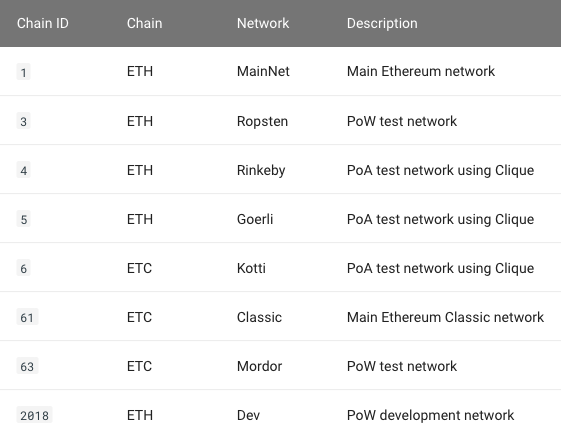 Chain ID Chain Network Description
1 ETH MainNet Main Ethereum network
3 ETH Ropsten PoW test network
4 ETH Rinkeby PoA test network using Clique
5 ETH Goerli PoA test network using Clique
6 ETC Kotti PoA test network using Clique
61 ETC Classic Main Ethereum Classic network
63 ETC Mordor PoW test network
2018 ETH Dev PoW development network